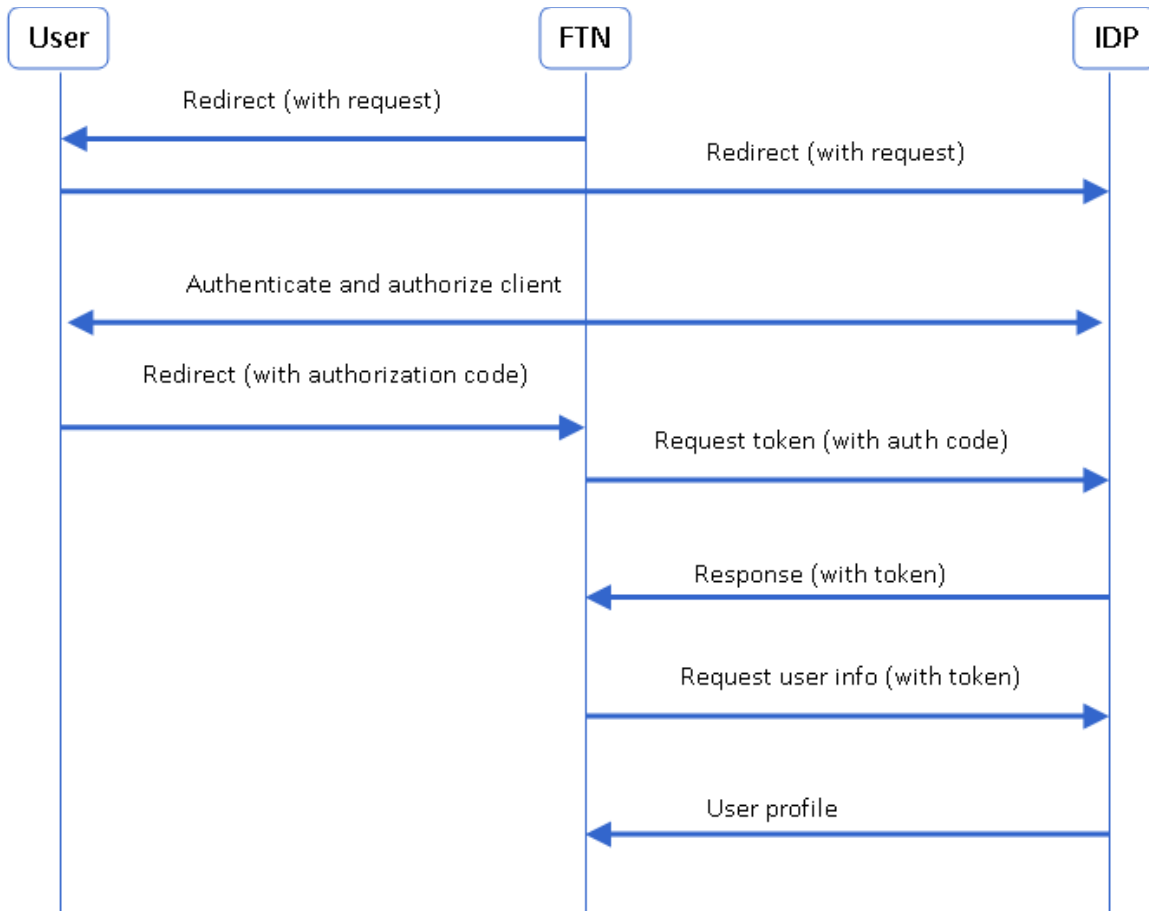 User
FTN
IDP
Redirect (with request)
Redirect (with request)
Authenticate and authorize client
Redirect (with authorization code)
Request token (with auth code)
Response (with token)
Request user info (with token)
User profile